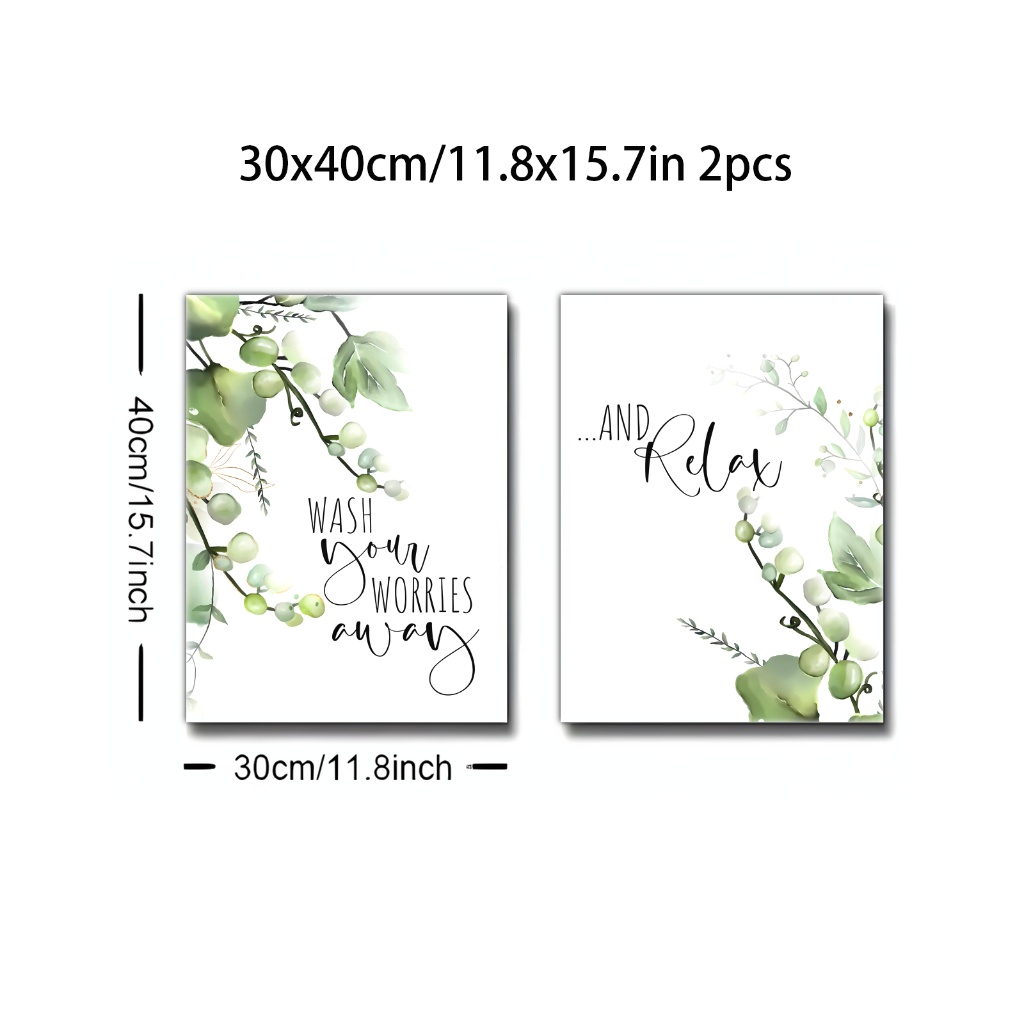 30x40cm/11.8x15.7in 2pcs
40cm/15.7inch
WASH
your
WORRIES
away
...AND
Relax
30cm/11.8inch